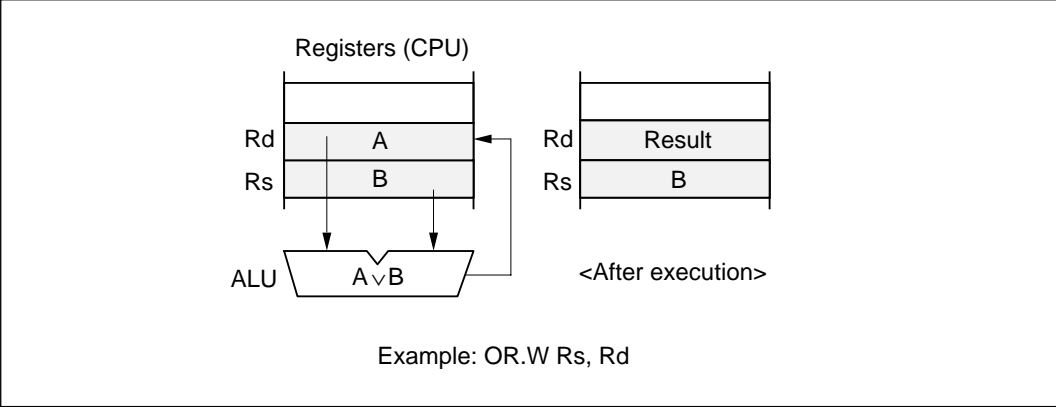 Registers (CPU)
Rd A Rd Result
Rs B Rs B
ALU A∨B <After execution>
Example: OR.W Rs, Rd